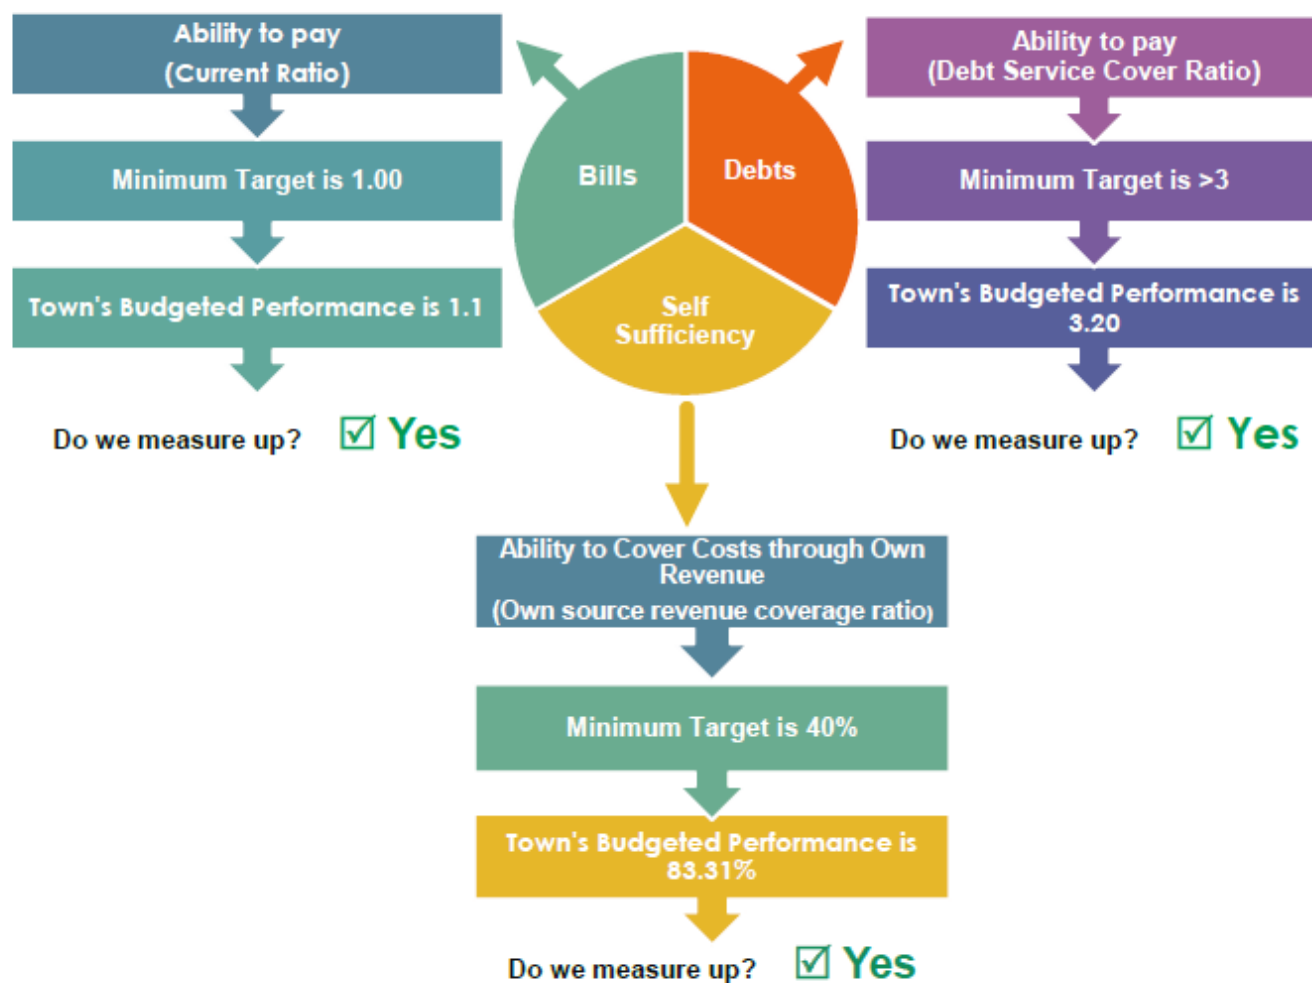 Ability to pay
(Current Ratio)
Minimum Target is 1.00
Town's Budgeted Performance is 1.1
Do we measure up?
☑ Yes
Bills
Debts
Self
Sufficiency
Ability to pay
(Debt Service Cover Ratio)
Minimum Target is >3
Town's Budgeted Performance is
3.20
Do we measure up?
☑ Yes
Ability to Cover Costs through Own
Revenue
(Own source revenue coverage ratio)
Minimum Target is 40%
Town's Budgeted Performance is
83.31%
Do we measure up?
☑ Yes